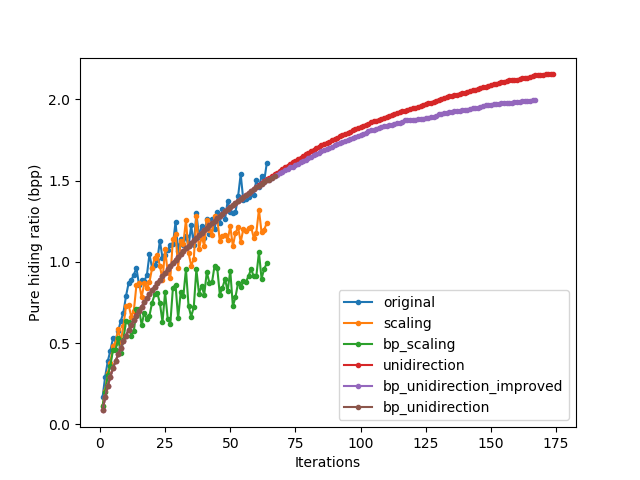 2.0
1.5
1.0
0.5
0.0
Pure hiding ratio (bpp)
original
scaling
bp_scaling
unidirection
bp_unidirection_improved
bp_unidirection
0 25 50 75 100 125 150 175
Iterations